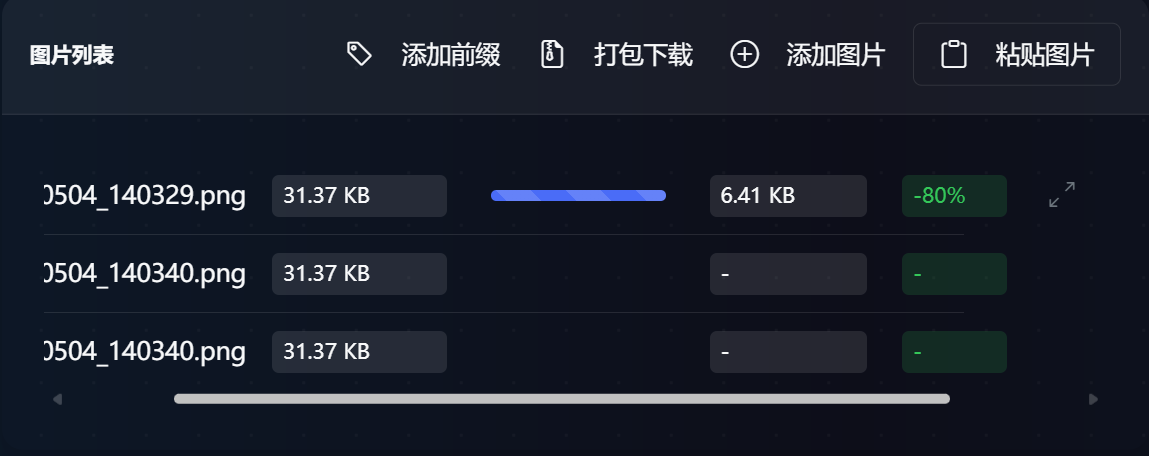 图片列表 添加前缀 打包下载 添加图片 粘贴图片
0504_140329.png 31.37 KB 6.41 KB -80%
0504_140340.png 31.37 KB - -
0504_140340.png 31.37 KB - -